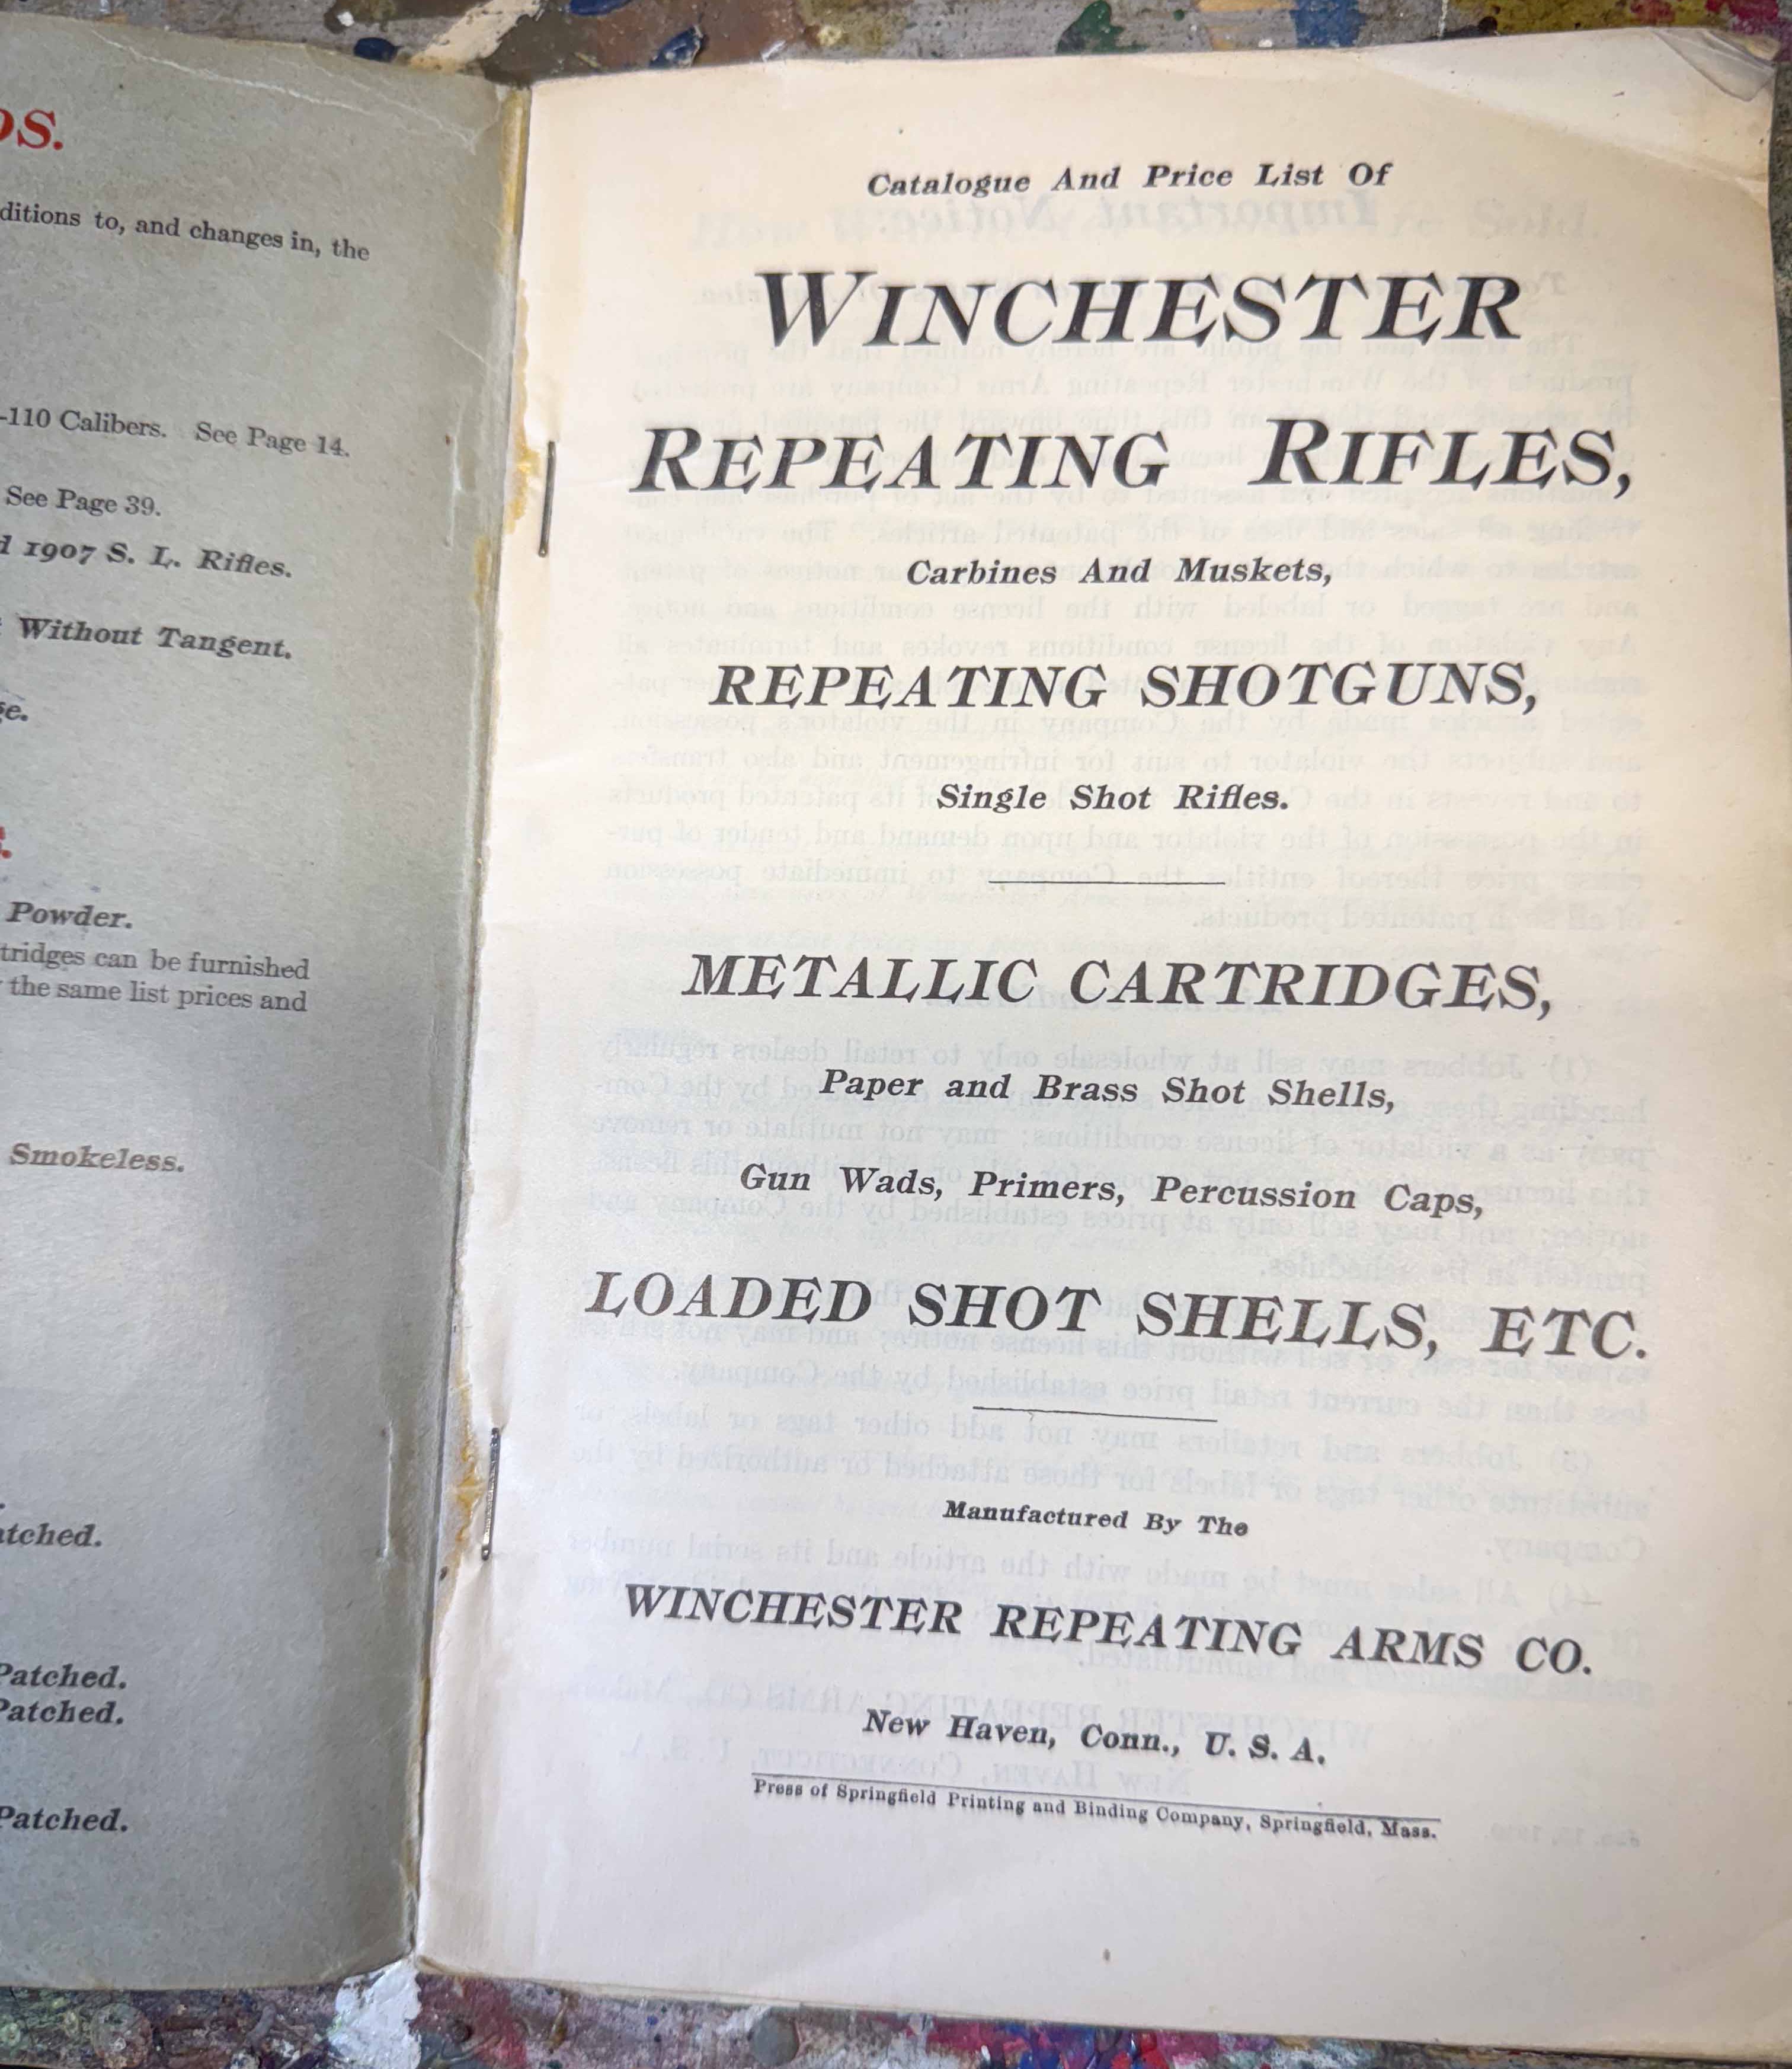 OS.
ditions to, and changes in, the
-110 Calibers. See Page 14.
See Page 39.
1907 S. L. Rifles.
Without Tangent.
ge.
Powder.
tridges can be furnished
the same list prices and
Smokeless.
atched.
Patched.
Patched.
Patched.
Catalogue And Price List Of
WINCHESTER
REPEATING RIFLES,
Carbines And Muskets,
REPEATING SHOTGUNS,
Single Shot Rifles.
METALLIC CARTRIDGES,
Paper and Brass Shot Shells,
Gun Wads, Primers, Percussion Caps,
LOADED SHOT SHELLS, ETC.
Manufactured By The
WINCHESTER REPEATING ARMS CO.
New Haven, Conn., U. S. A.
Press of Springfield Printing and Binding Company, Springfield, Mass.